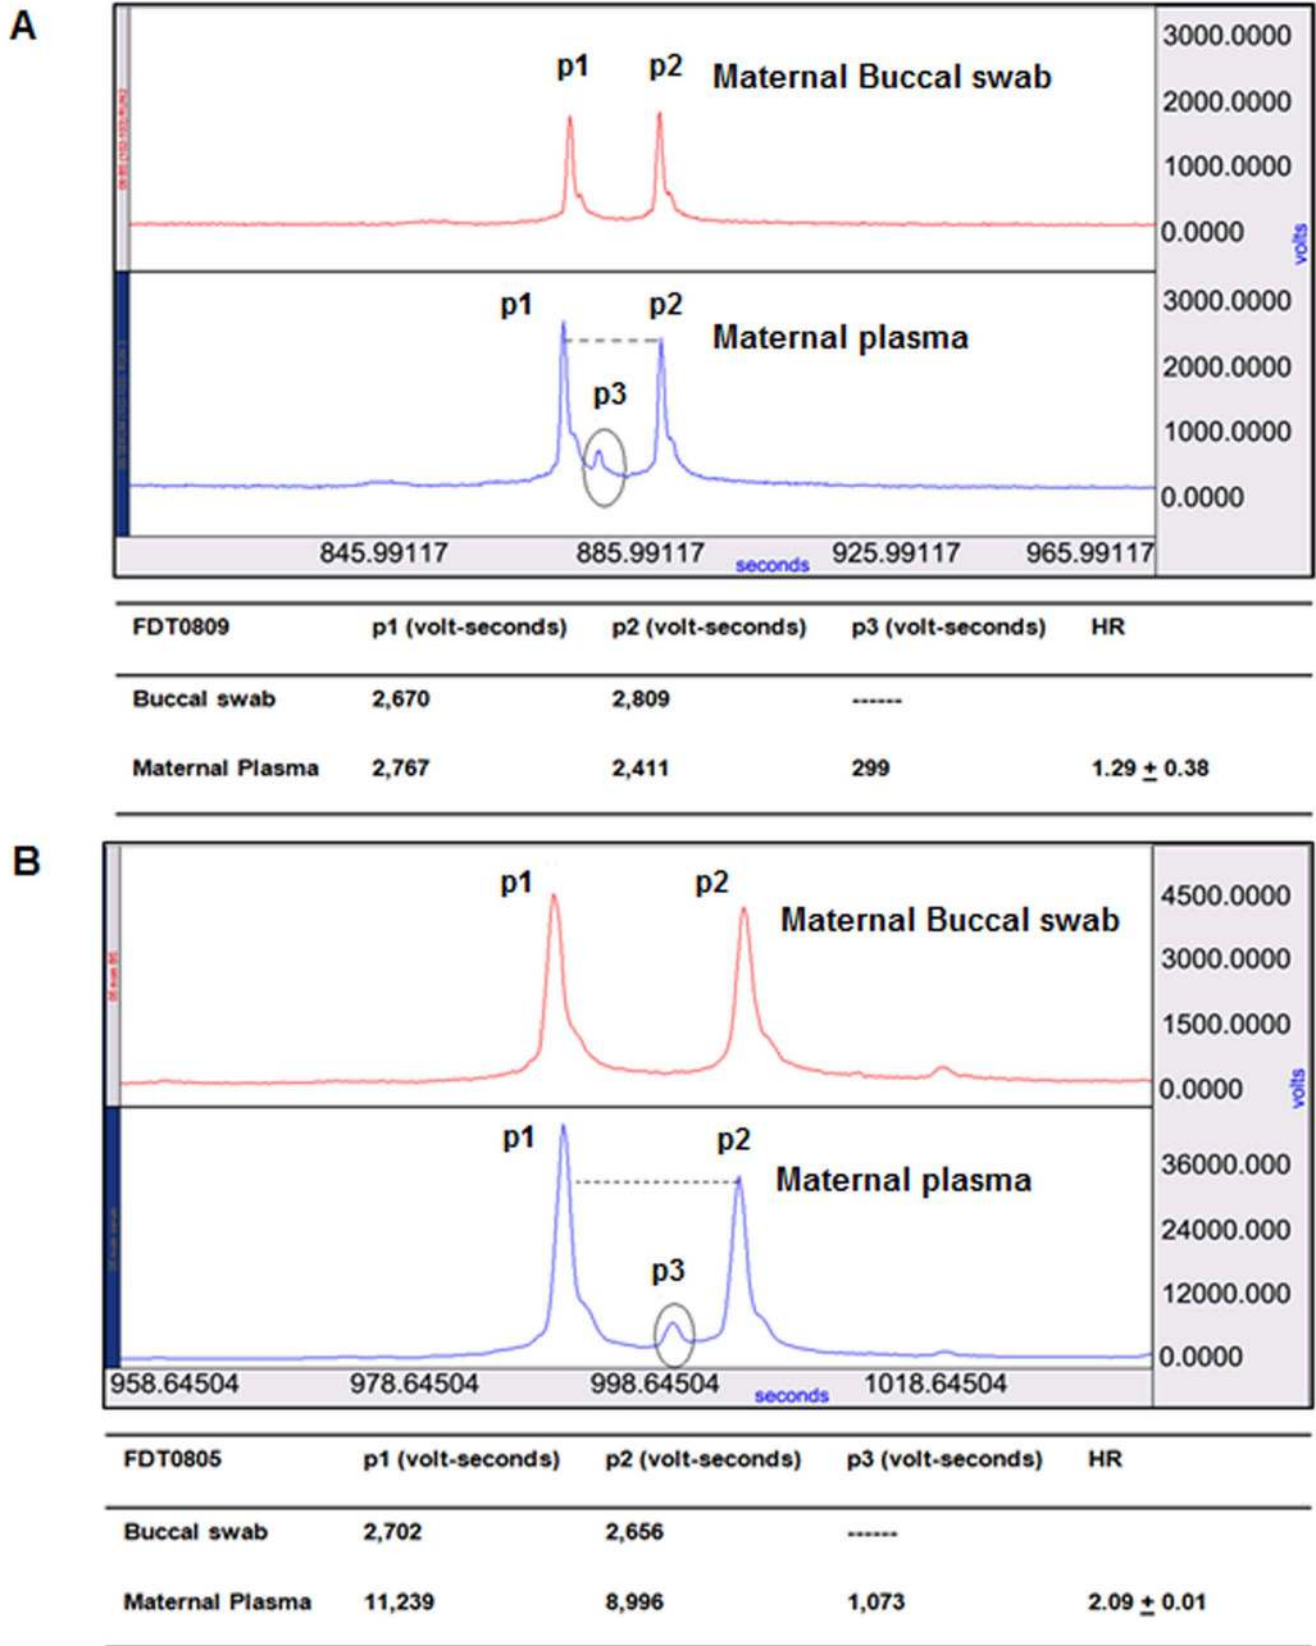 A
p1 p2 Maternal Buccal swab
3000.0000
2000.0000
1000.0000
0.0000
volts
p1 p2 Maternal plasma
p3
3000.0000
2000.0000
1000.0000
0.0000
845.99117 885.99117 925.99117 965.99117
seconds
FDT0809 p1 (volt-seconds) p2 (volt-seconds) p3 (volt-seconds) HR
Buccal swab 2,670 2,809 ------
Maternal Plasma 2,767 2,411 299 1.29 ± 0.38
B
p1 p2 Maternal Buccal swab
4500.0000
3000.0000
1500.0000
0.0000
volts
p1 p2 Maternal plasma
p3
36000.000
24000.000
12000.000
0.0000
958.64504 978.64504 998.64504 1018.64504
seconds
FDT0805 p1 (volt-seconds) p2 (volt-seconds) p3 (volt-seconds) HR
Buccal swab 2,702 2,656 ------
Maternal Plasma 11,239 8,996 1,073 2.09 ± 0.01